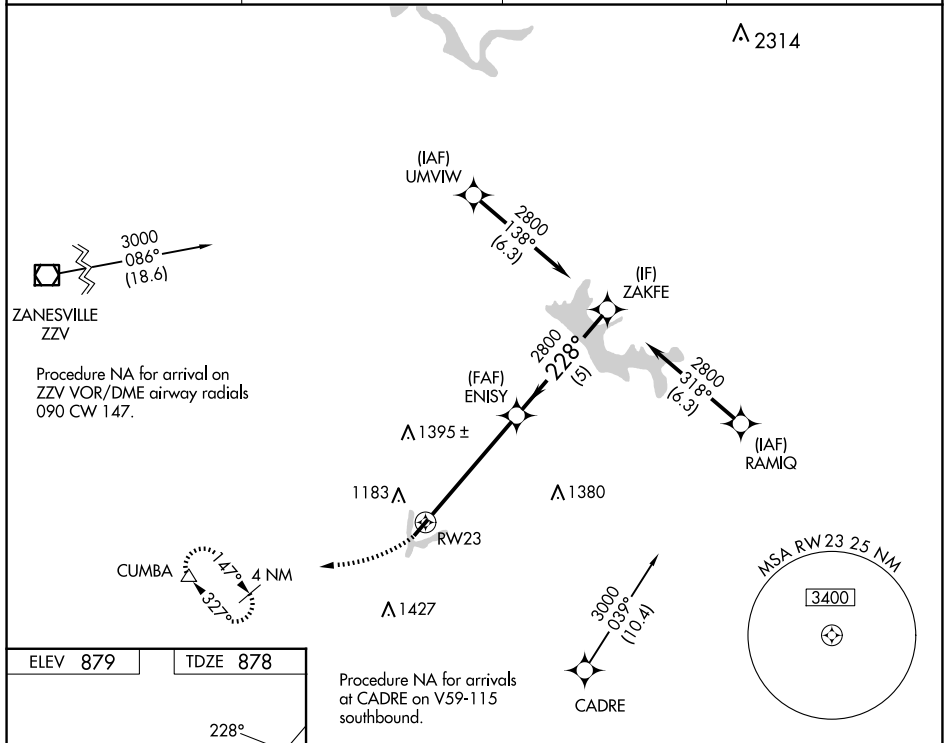 2314
(IAF)
UMVIW
2800
138°
(6.3)
3000
086°
(18.6)
ZANESVILLE
ZZV
(IF)
ZAKFE
Procedure NA for arrival on
ZZV VOR/DME airway radials
090 CW 147.
2800
228°
(5)
(FAF)
ENISY
2800
318°
(6.3)
(IAF)
RAMIQ
1395 ±
1183
1380
RW23
CUMBA
147°
4 NM
327°
1427
3000
039°
(10.4)
CADRE
MSA RW 23 25 NM
3400
ELEV 879
TDZE 878
Procedure NA for arrivals
at CADRE on V59-115
southbound.
228°